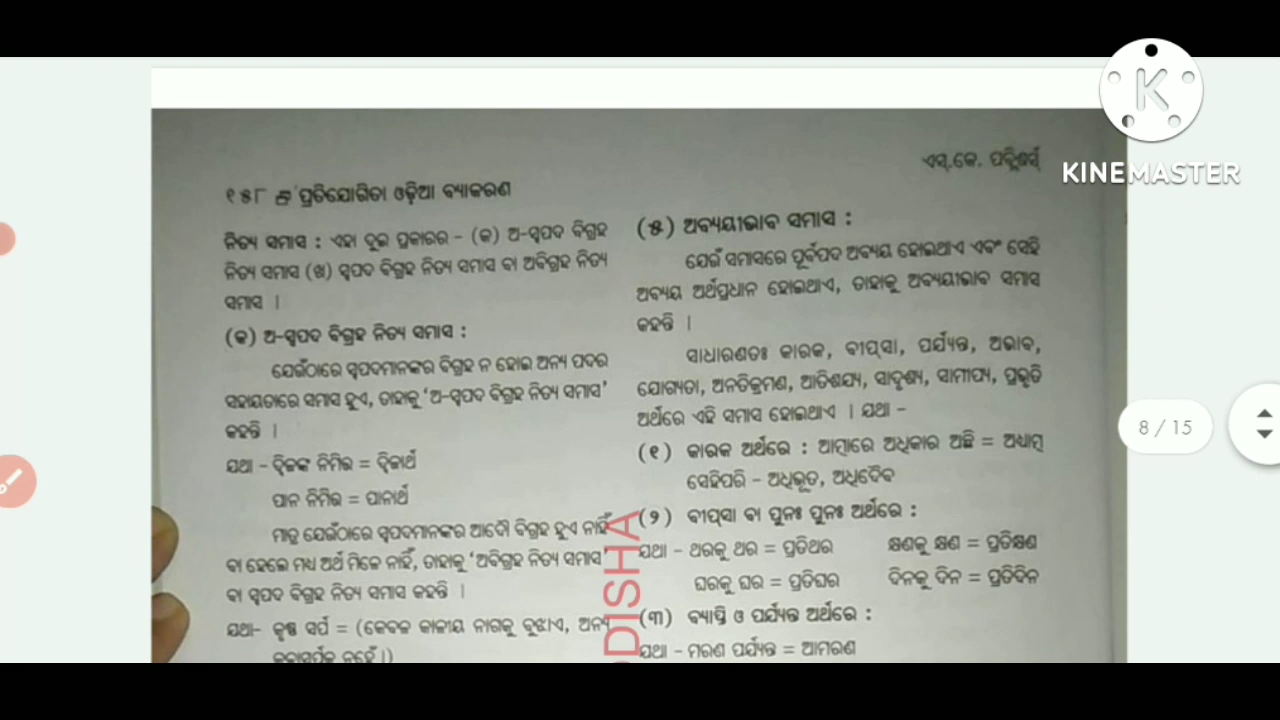 KINEMASTER
ଏସ୍.କେ. ପବ୍ଲିଶର୍ସ୍
୧୫୮ ପ୍ରତିଯୋଗିତା ଓଡ଼ିଆ ବ୍ୟାକରଣ
ନିତ୍ୟ ସମାସ : ଏହା ଦୁଇ ପ୍ରକାରର - (କ) ଅ-ସ୍ୱପଦ ବିଗ୍ରହ
ନିତ୍ୟ ସମାସ (ଖ) ସ୍ୱପଦ ବିଗ୍ରହ ନିତ୍ୟ ସମାସ ବା ଅବିଗ୍ରହ ନିତ୍ୟ
ସମାସ ।
(କ) ଅ-ସ୍ୱପଦ ବିଗ୍ରହ ନିତ୍ୟ ସମାସ :
ଯେଉଁଠାରେ ସ୍ୱପଦମାନଙ୍କର ବିଗ୍ରହ ନ ହୋଇ ଅନ୍ୟ ପଦର
ସହାୟତାରେ ସମାସ ହୁଏ, ତାହାକୁ ‘ଅ-ସ୍ୱପଦ ବିଗ୍ରହ ନିତ୍ୟ ସମାସ’
କହନ୍ତି ।
ଯଥା - ଦ୍ୱିଜଙ୍କ ନିମିତ୍ତ = ଦ୍ୱିଜାର୍ଥ
ପାନ ନିମିତ୍ତ = ପାନାର୍ଥ
ମାତ୍ର ଯେଉଁଠାରେ ସ୍ୱପଦମାନଙ୍କର ଆଦୌ ବିଗ୍ରହ ହୁଏ ନାହିଁ
ବା ହେଲେ ମଧ୍ୟ ଅର୍ଥ ମିଳେ ନାହିଁ, ତାହାକୁ ‘ଅବିଗ୍ରହ ନିତ୍ୟ ସମାସ’
ବା ସ୍ୱପଦ ବିଗ୍ରହ ନିତ୍ୟ ସମାସ କହନ୍ତି ।
ଯଥା- କୃଷ୍ଣ ସର୍ପ = (କେବଳ କାଳୀୟ ନାଗକୁ ବୁଝାଏ, ଅନ୍ୟ
(୫) ଅବ୍ୟୟୀଭାବ ସମାସ :
ଯେଉଁ ସମାସରେ ପୂର୍ବପଦ ଅବ୍ୟୟ ହୋଇଥାଏ ଏବଂ ସେହି
ଅବ୍ୟୟ ଅର୍ଥପ୍ରଧାନ ହୋଇଥାଏ, ତାହାକୁ ଅବ୍ୟୟୀଭାବ ସମାସ
କହନ୍ତି ।
ସାଧାରଣତଃ କାରକ, ବୀପ୍ସା, ପର୍ଯ୍ୟନ୍ତ, ଅଭାବ,
ଯୋଗ୍ୟତା, ଅନତିକ୍ରମଣ, ଆତିଶଯ୍ୟ, ସାଦୃଶ୍ୟ, ସାମୀପ୍ୟ, ପ୍ରଭୃତି
ଅର୍ଥରେ ଏହି ସମାସ ହୋଇଥାଏ । ଯଥା -
(୧) କାରକ ଅର୍ଥରେ : ଆତ୍ମାରେ ଅଧିକାର ଅଛି = ଅଧ୍ୟାତ୍ମ
ସେହିପରି - ଅଧିଭୂତ, ଅଧିଦୈବ
(୨) ବୀପ୍ସା ବା ପୁନଃ ପୁନଃ ଅର୍ଥରେ :
ଯଥା - ଥରକୁ ଥର = ପ୍ରତିଥର କ୍ଷଣକୁ କ୍ଷଣ = ପ୍ରତିକ୍ଷଣ
ଘରକୁ ଘର = ପ୍ରତିଘର ଦିନକୁ ଦିନ = ପ୍ରତିଦିନ
(୩) ବ୍ୟାପ୍ତି ଓ ପର୍ଯ୍ୟନ୍ତ ଅର୍ଥରେ :
ଯଥା - ମରଣ ପର୍ଯ୍ୟନ୍ତ = ଆମରଣ
8 / 15